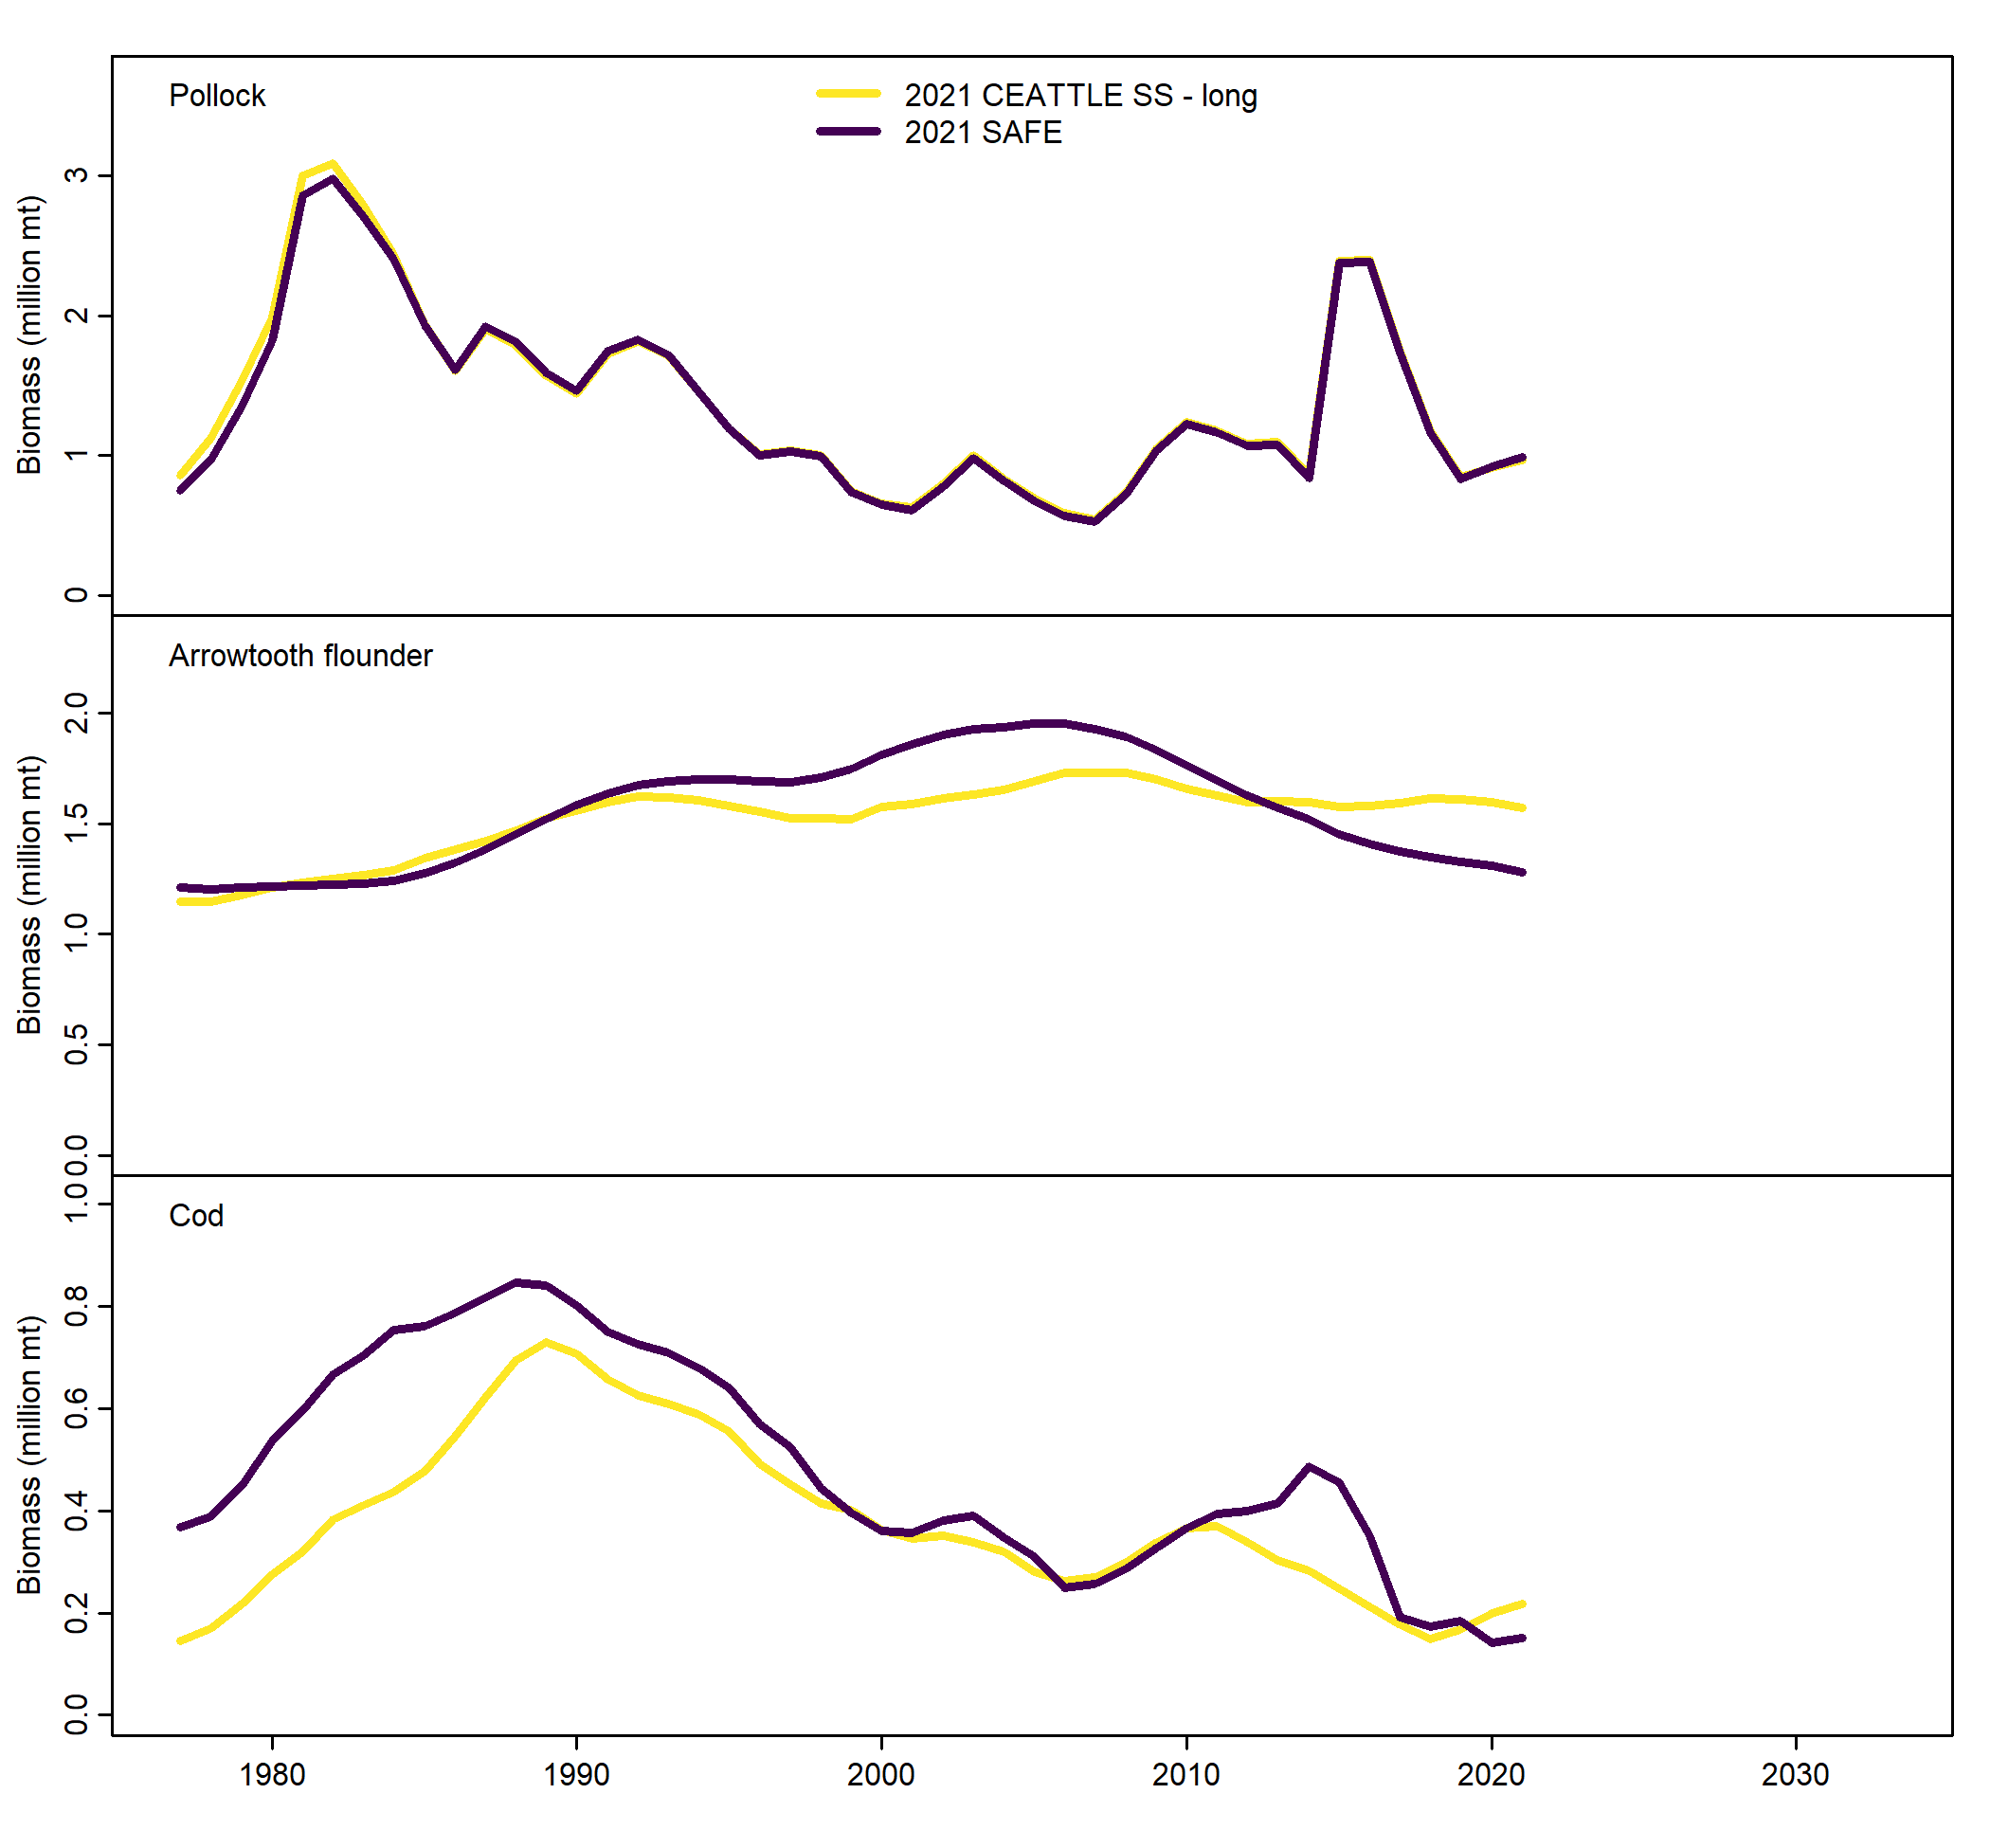 Pollock
2021 CEATTLE SS - long
2021 SAFE
Biomass (million mt)
3
2
1
0
Arrowtooth flounder
Biomass (million mt)
2.0
1.5
1.0
0.5
0.0
Cod
Biomass (million mt)
1.0
0.8
0.6
0.4
0.2
0.0
1980 1990 2000 2010 2020 2030